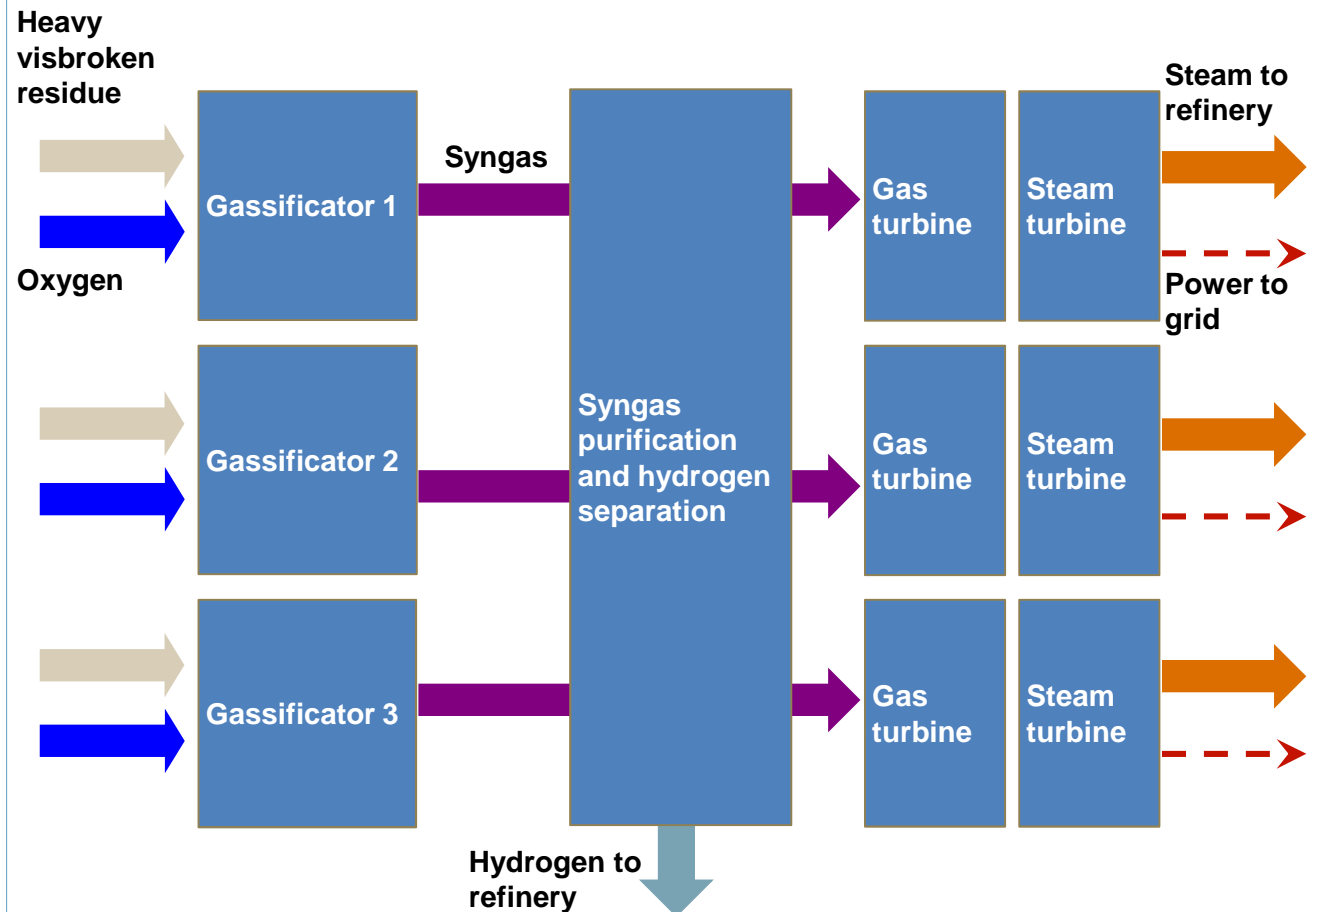 Heavy
visbroken
residue
Oxygen
Gassificator 1
Syngas
Syngas
purification
and hydrogen
separation
Gas
turbine
Steam
turbine
Steam to
refinery
Power to
grid
Gassificator 2
Gas
turbine
Steam
turbine
Gassificator 3
Gas
turbine
Steam
turbine
Hydrogen to
refinery